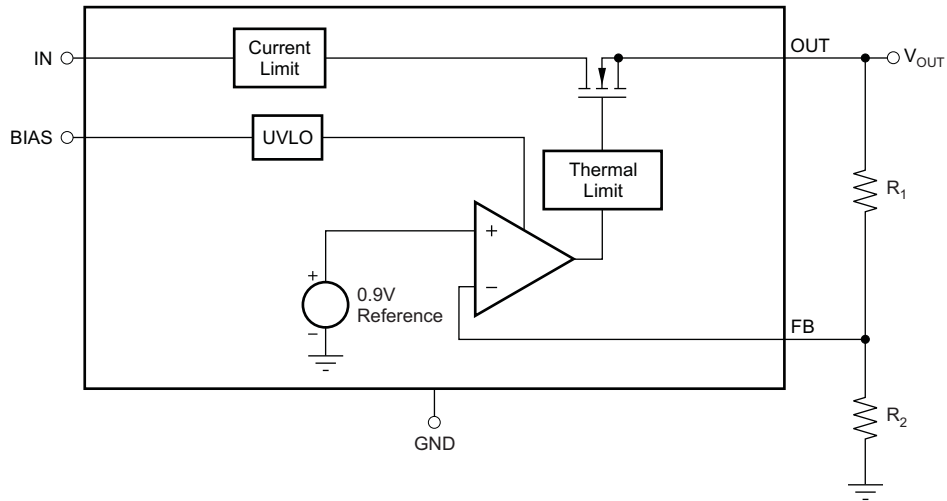 IN
Current
Limit
OUT
V_OUT
BIAS
UVLO
Thermal
Limit
R_1
+
−
+
−
0.9V
Reference
FB
GND
R_2